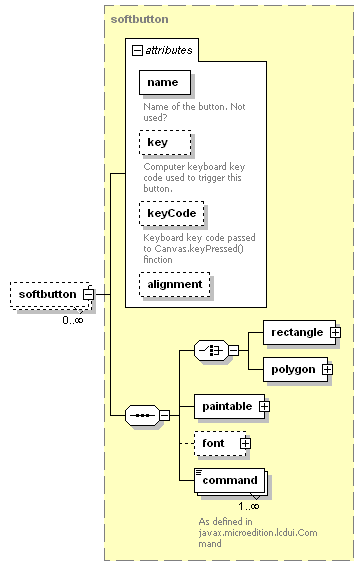 softbutton
attributes
name
Name of the button. Not
used?
key
Computer keyboard key
code used to trigger this
button.
keyCode
Keyboard key code passed
to Canvas.keyPressed()
finction
alignment
softbutton
0..∞
rectangle
polygon
paintable
font
command
1..∞
As defined in
javax.microedition.lcdui.Com
mand